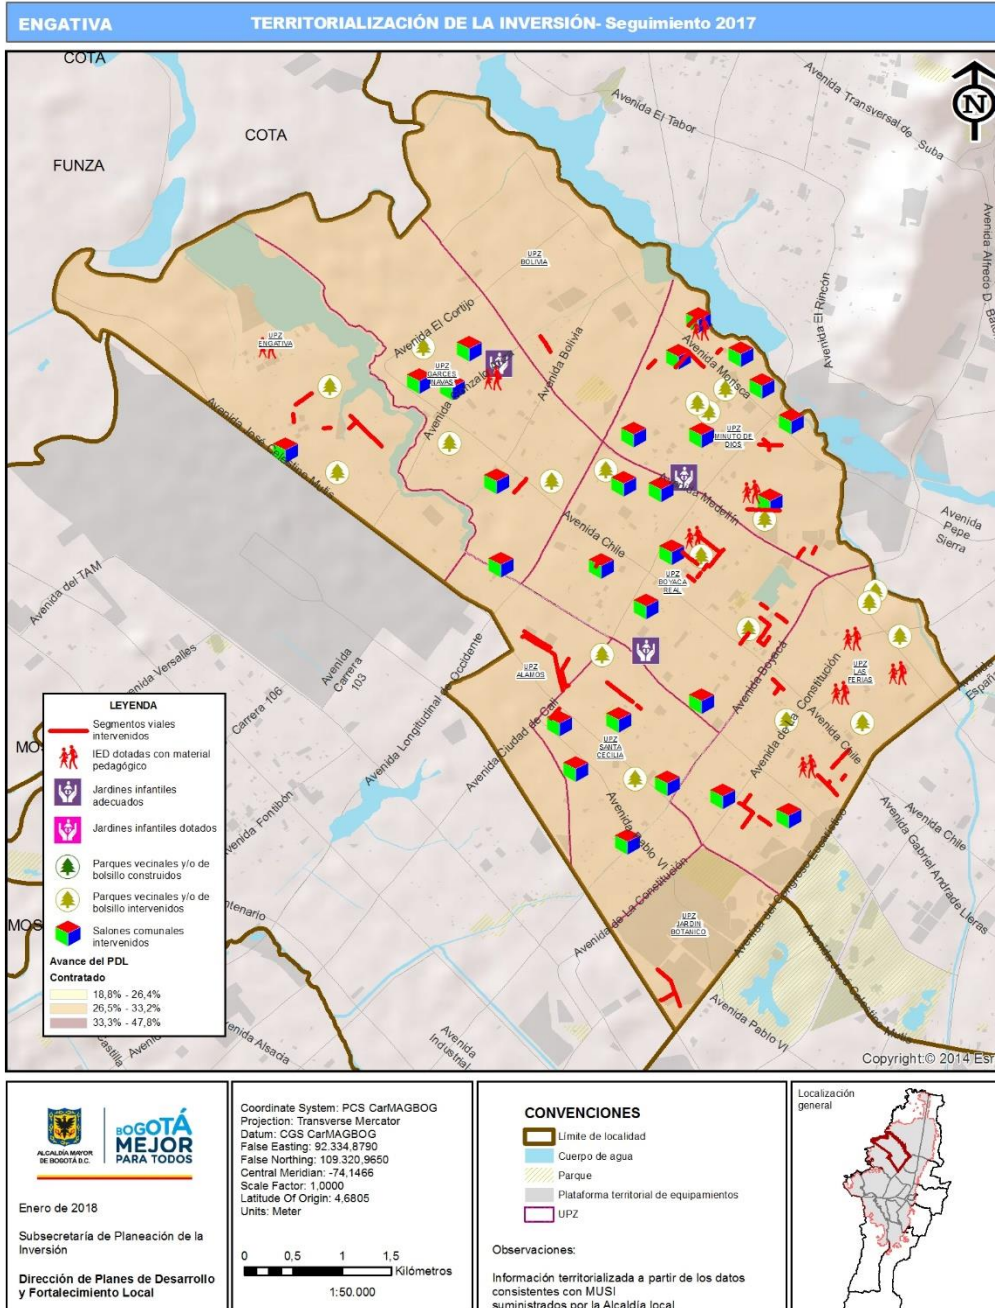 ENGATIVA
TERRITORIALIZACIÓN DE LA INVERSIÓN- Seguimiento 2017
COTA
COTA
FUNZA
N
Avenida El Tabor
Avenida Transversal de Suba
Avenida Alfredo D.
Avenida El Rincón
UPZ
BOLIVIA
Avenida El Cortijo
Avenida Bolivia
Avenida Morisca
UPZ
ENGATIVA
UPZ
GARCES
NAVAS
UPZ
MINUTO DE
DIOS
Avenida José Celestino Mutis
Avenida Medellín
Avenida Chile
Avenida
Pepe
Sierra
UPZ
BOYACA
REAL
Avenida del TAM
Avenida Versalles
Avenida
Carrera
103
Carrera 106
Avenida Longitudinal de Occidente
Avenida Ciudad de Cali
UPZ
ALAMOS
Avenida Boyaca
Avenida de La Constitución
UPZ
LAS
FERIAS
Avenida Chile
UPZ
SANTA
CECILIA
Avenida Fontibón
Avenida Pablo VI
Avenida de La Constitución
Avenida Chile
Avenida Gabriel Andrade Lleras
UPZ
JARDIN
BOTANICO
Avenida José Celestino Mutis
Avenida Pablo VI
Avenida
Industrial
Avenida Alsacia
Castilla
LEYENDA
Segmentos viales
intervenidos
IED dotadas con material
pedagógico
Jardines infantiles
adecuados
Jardines infantiles dotados
Parques vecinales y/o de
bolsillo construidos
Parques vecinales y/o de
bolsillo intervenidos
Salones comunales
intervenidos
Avance del PDL
Contratado
18,8% - 26,4%
26,5% - 33,2%
33,3% - 47,8%
Copyright:© 2014 Esri
ALCALDÍA MAYOR
DE BOGOTÁ D.C.
BOGOTÁ
MEJOR
PARA TODOS
Enero de 2018
Subsecretaría de Planeación de la
Inversión
Dirección de Planes de Desarrollo
y Fortalecimiento Local
Coordinate System: PCS CarMAGBOG
Projection: Transverse Mercator
Datum: CGS CarMAGBOG
False Easting: 92.334,8790
False Northing: 109.320,9650
Central Meridian: -74,1466
Scale Factor: 1,0000
Latitude Of Origin: 4,6805
Units: Meter
0 0,5 1 1,5
Kilómetros
1:50.000
CONVENCIONES
Límite de localidad
Cuerpo de agua
Parque
Plataforma territorial de equipamientos
UPZ
Observaciones:
Información territorializada a partir de los datos
consistentes con MUSI
suministrados por la Alcaldía local
Localización
general